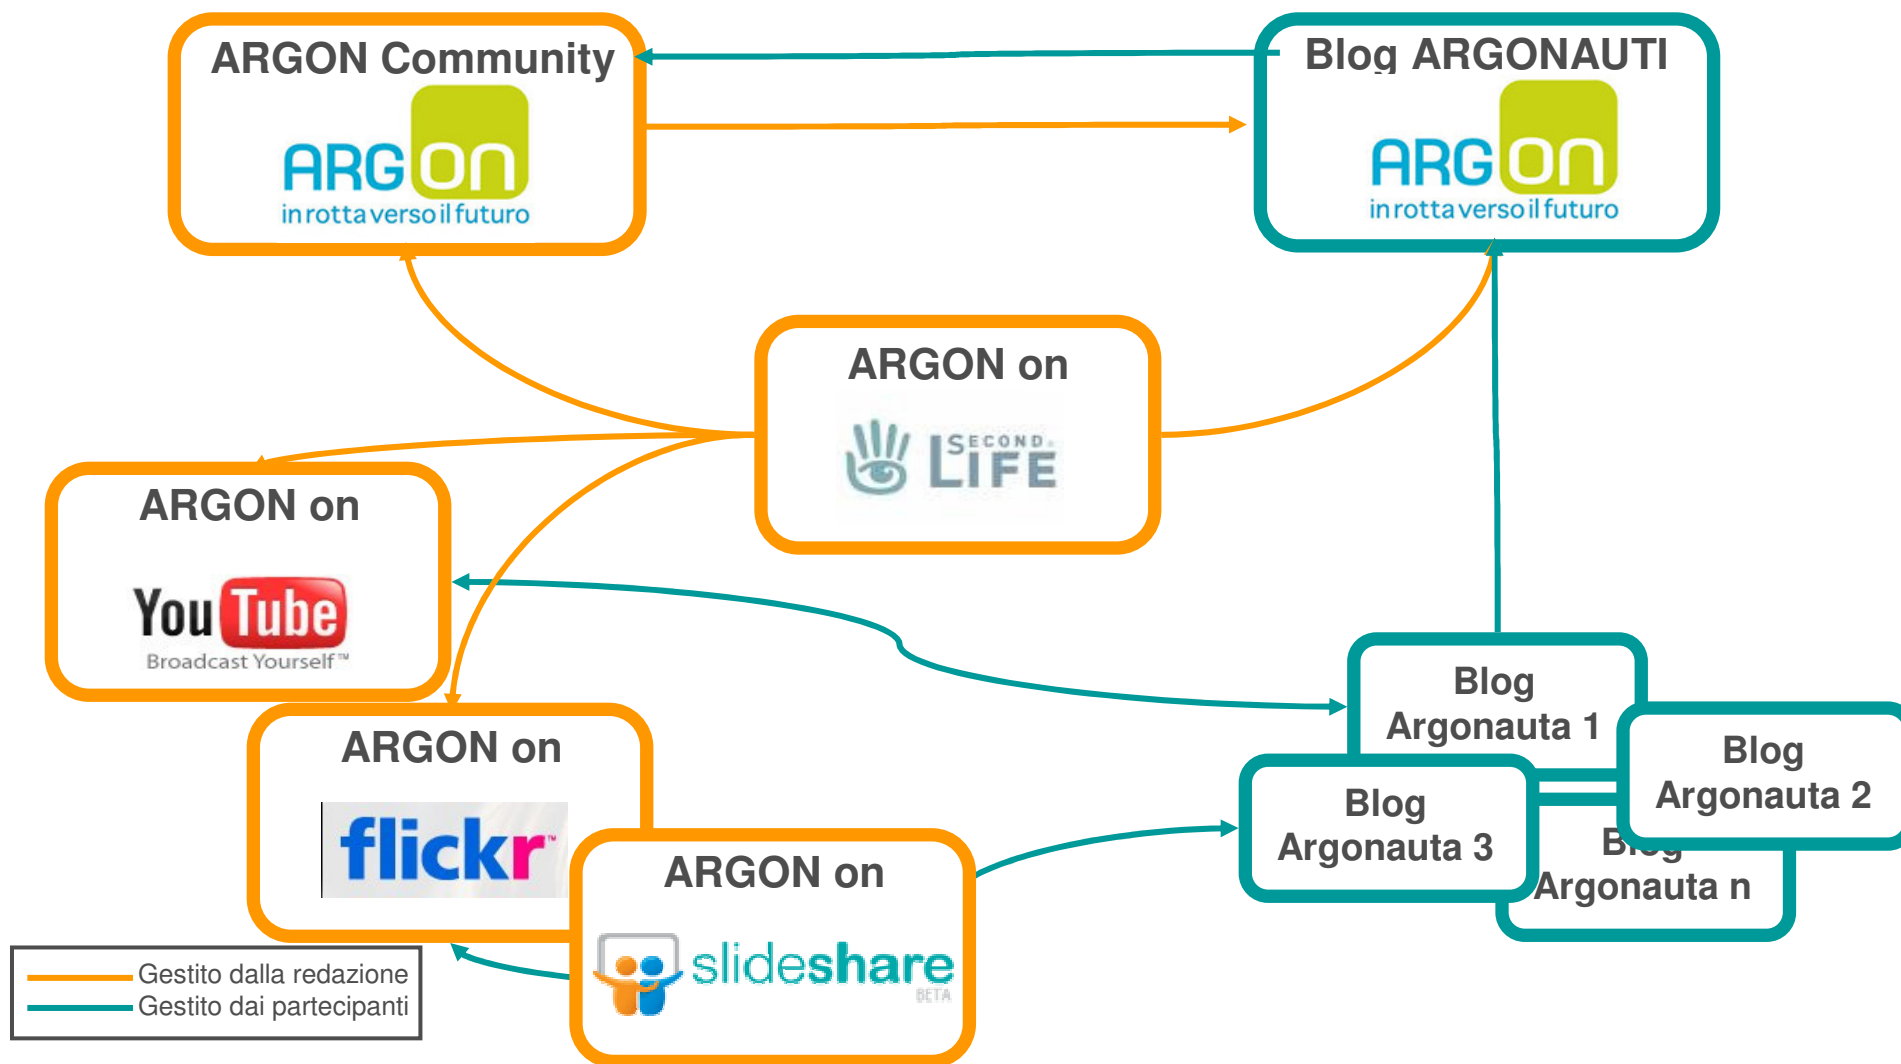 ARGON Community
ARGON
in rotta verso il futuro
Blog ARGONAUTI
ARGON
in rotta verso il futuro
ARGON on
SECOND
LIFE
ARGON on
YouTube
Broadcast Yourself™
ARGON on
flickr™
ARGON on
slideshare
BETA
Blog
Argonauta 1
Blog
Argonauta 2
Blog
Argonauta 3
Blog
Argonauta n
Gestito dalla redazione
Gestito dai partecipanti